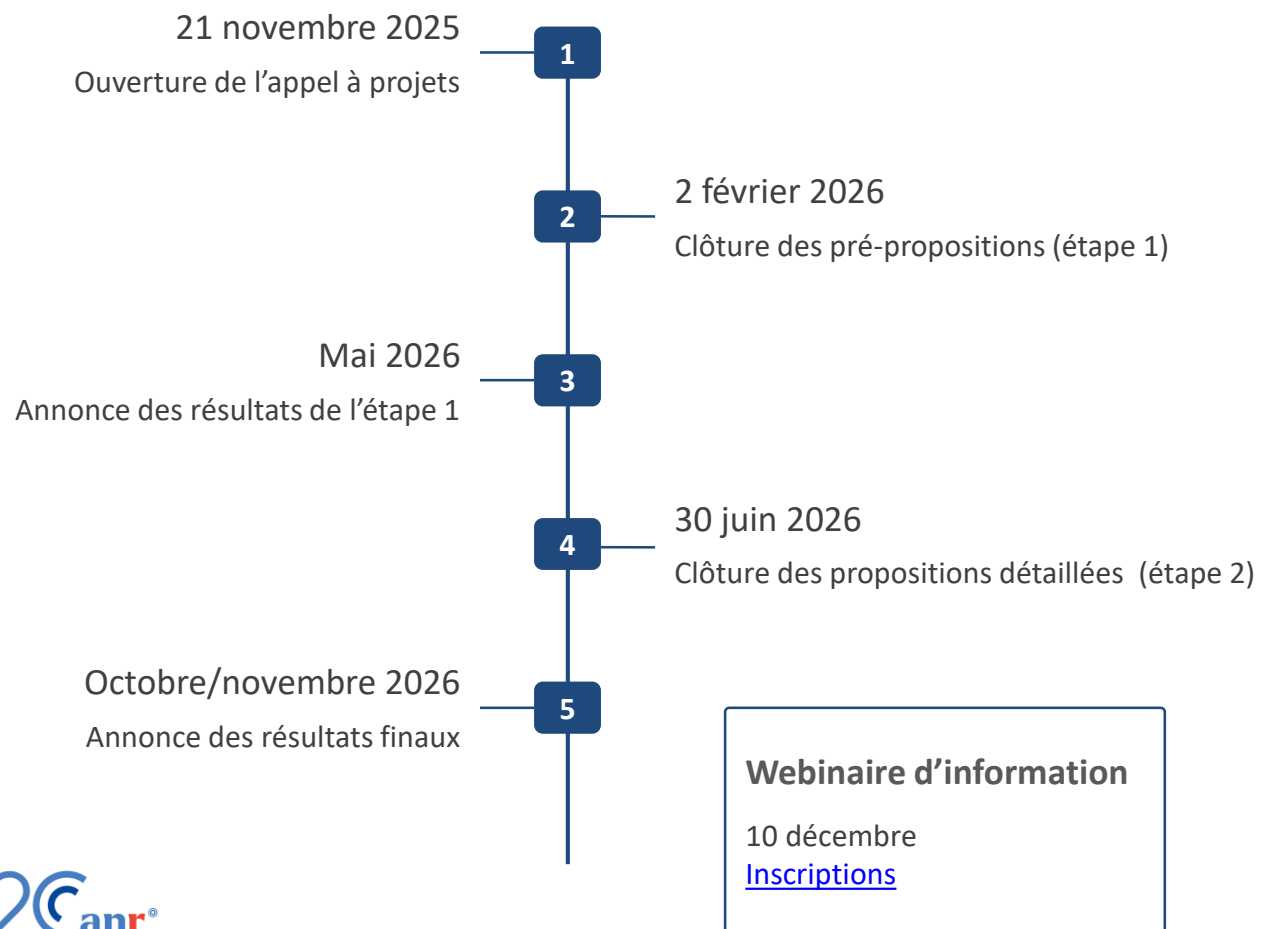 21 novembre 2025
Ouverture de l’appel à projets
1
2 février 2026
Clôture des pré-propositions (étape 1)
2
Mai 2026
Annonce des résultats de l’étape 1
3
30 juin 2026
Clôture des propositions détaillées  (étape 2)
4
Octobre/novembre 2026
Annonce des résultats finaux
5
Webinaire d’information
10 décembre
Inscriptions
anr